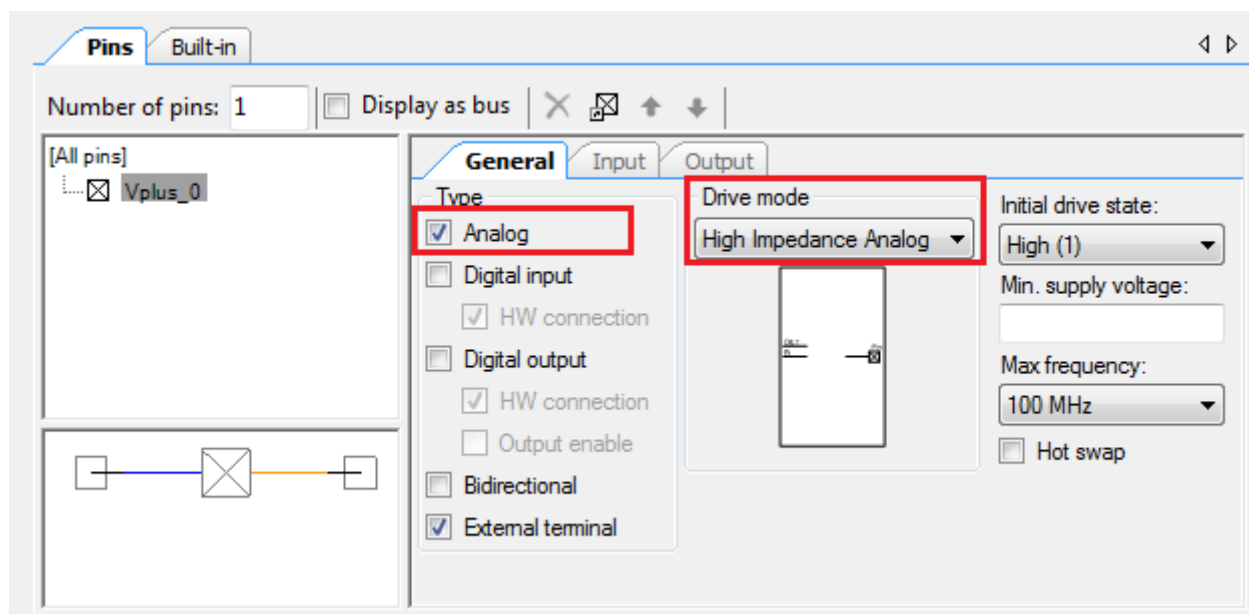 Pins Built-in
Number of pins: 1 Display as bus
[All pins]
Vplus_0
General Input Output
Type
Analog
Digital input
HW connection
Digital output
HW connection
Output enable
Bidirectional
External terminal
Drive mode
High Impedance Analog
Initial drive state:
High (1)
Min. supply voltage:
Max frequency:
100 MHz
Hot swap